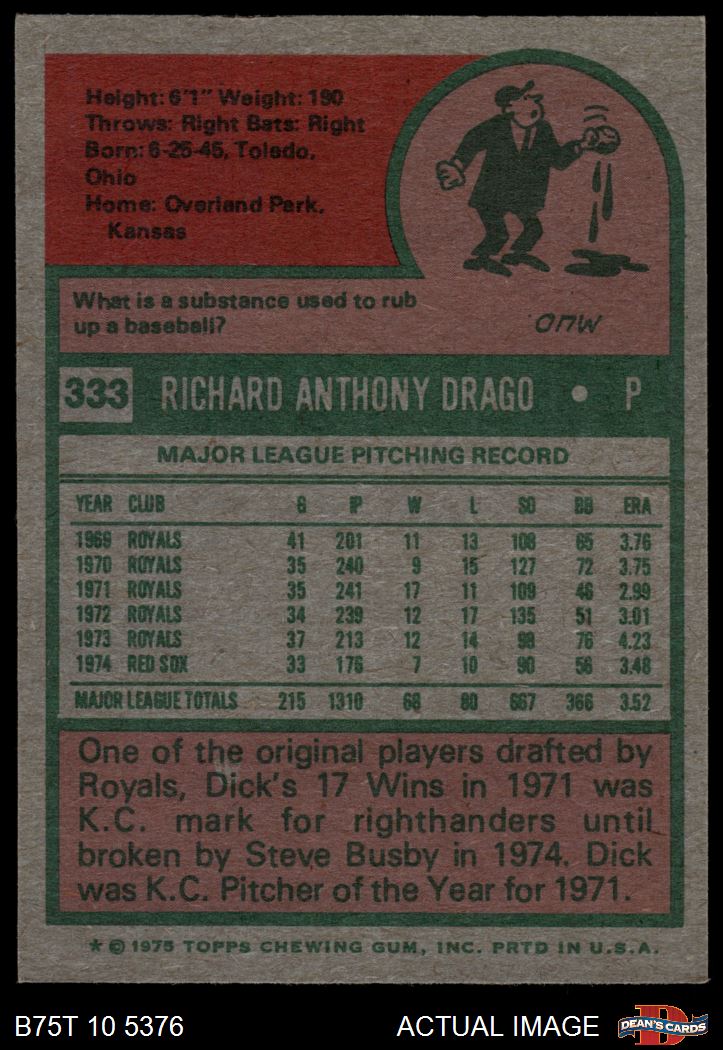 Height: 6'1" Weight: 190
Throws: Right Bats: Right
Born: 6-25-45, Toledo,
Ohio
Home: Overland Park,
Kansas
What is a substance used to rub
up a baseball?
MUD
333 RICHARD ANTHONY DRAGO • P
MAJOR LEAGUE PITCHING RECORD
YEAR CLUB G IP W L SO BB ERA
1969 ROYALS 41 201 11 13 108 65 3.76
1970 ROYALS 35 240 9 15 127 72 3.75
1971 ROYALS 35 241 17 11 109 46 2.99
1972 ROYALS 34 239 12 17 135 51 3.01
1973 ROYALS 37 213 12 14 98 76 4.23
1974 RED SOX 33 176 7 10 90 56 3.48
MAJOR LEAGUE TOTALS 215 1310 68 80 667 366 3.52
One of the original players drafted by
Royals, Dick's 17 Wins in 1971 was
K.C. mark for righthanders until
broken by Steve Busby in 1974. Dick
was K.C. Pitcher of the Year for 1971.
★ © 1975 TOPPS CHEWING GUM, INC. PRTD IN U.S.A.
B75T 10 5376 ACTUAL IMAGE D DEAN'S CARDS